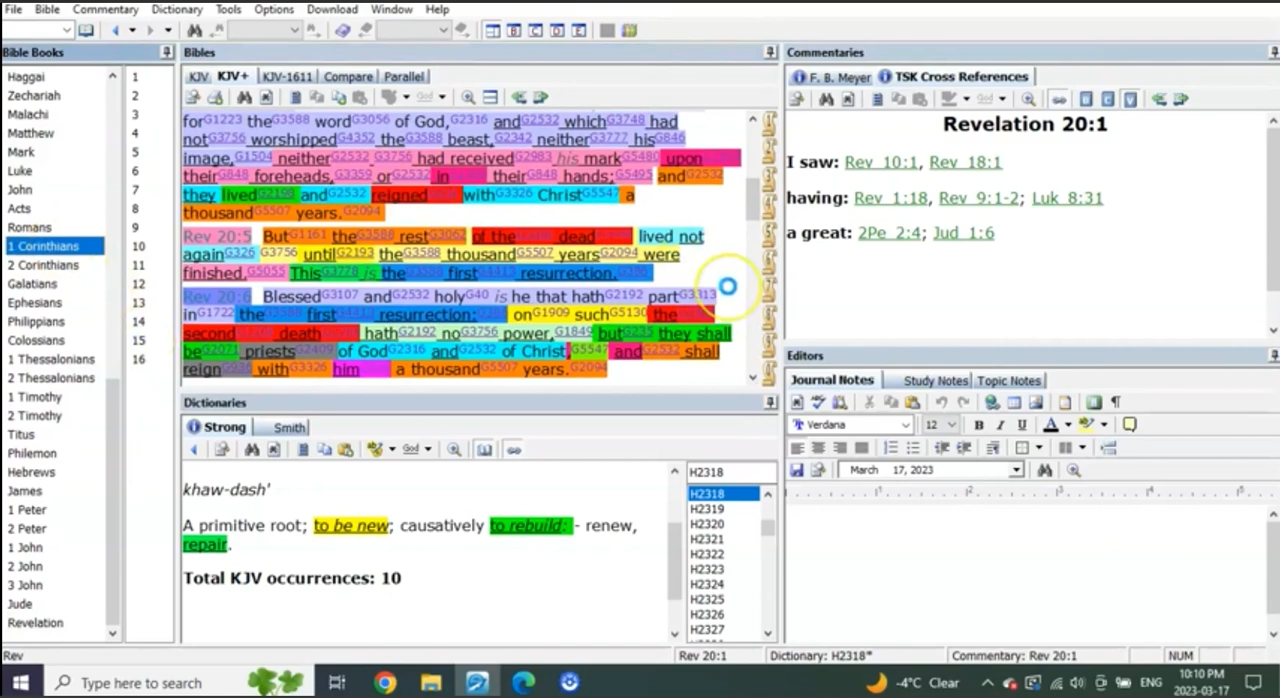 File Bible Commentary Dictionary Tools Options Download Window Help
Bible Books
Haggai
Zechariah
Malachi
Matthew
Mark
Luke
John
Acts
Romans
1 Corinthians
2 Corinthians
Galatians
Ephesians
Philippians
Colossians
1 Thessalonians
2 Thessalonians
1 Timothy
2 Timothy
Titus
Philemon
Hebrews
James
1 Peter
2 Peter
1 John
2 John
3 John
Jude
Revelation
1
2
3
4
5
6
7
8
9
10
11
12
13
14
15
16
Bibles
KJV KJV+ KJV-1611 Compare Parallel
forG1223 theG3588 wordG3056 of God,G2316 andG2532 whichG3748 had
notG3756 worshippedG4352 theG3588 beast,G2342 neitherG3777 hisG846
image,G1504 neitherG2532 G3756 had receivedG2983 his markG5480 upon
theirG848 foreheads,G3359 orG2532 in theirG848 hands;G5495 andG2532
they livedG2198 andG2532 reigned withG3326 ChristG5547 a
thousandG5507 years.G2094
Rev 20:5 ButG1161 theG3588 restG3062 of the dead lived not
againG326 G3756 untilG2193 theG3588 thousandG5507 yearsG2094 were
finished.G5055 ThisG3778 is theG3588 firstG4413 resurrection.G386
Rev 20:6 BlessedG3107 andG2532 holyG40 is he that hathG2192 partG3313
inG1722 theG3588 firstG4413 resurrection: onG1909 suchG5130 the
second death hathG2192 noG3756 power,G1849 butG235 they shall
beG2071 priestsG2409 of GodG2316 andG2532 of Christ,G5547 andG2532 shall
reignG936 withG3326 him a thousandG5507 years.G2094
Dictionaries
Strong Smith
khaw-dash'
A primitive root; to be new; causatively to rebuild: - renew,
repair.
Total KJV occurrences: 10
H2318
H2318
H2319
H2320
H2321
H2322
H2323
H2324
H2325
H2326
H2327
Commentaries
F. B. Meyer TSK Cross References
Revelation 20:1
I saw: Rev 10:1, Rev 18:1
having: Rev 1:18, Rev 9:1-2; Luk 8:31
a great: 2Pe 2:4; Jud 1:6
Editors
Journal Notes Study Notes Topic Notes
Verdana 12 B I U A
March 17, 2023
Rev Rev 20:1 Dictionary: H2318* Commentary: Rev 20:1 NUM
Type here to search -4°C Clear ENG 10:10 PM
2023-03-17